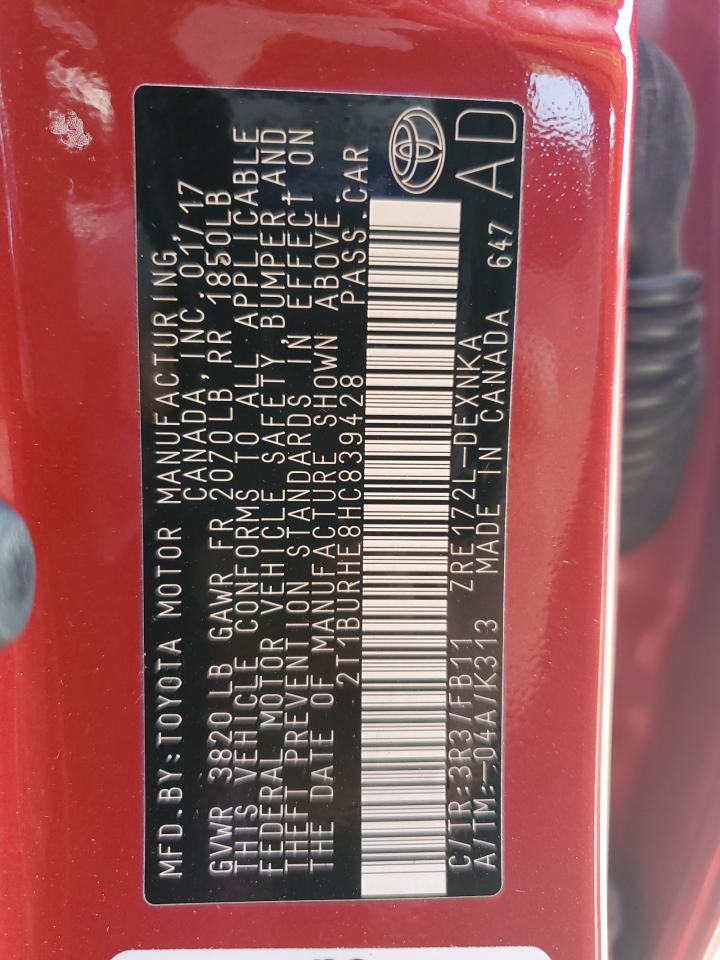 MFD.BY:TOYOTA MOTOR MANUFACTURING
CANADA,INC. 01/17
GVWR 3820LB GAWR FR 2070LB, RR 1850LB
THIS VEHICLE CONFORMS TO ALL APPLICABLE
FEDERAL MOTOR VEHICLE SAFETY, BUMPER AND
THEFT PREVENTION STANDARDS IN EFFECT ON
THE DATE OF MANUFACTURE SHOWN ABOVE
2T1BURHE8HC839428 PASS.CAR
C/TR:3R3/FB11 ZRE172L-DEXNKA
A/TM:-04A/K313 MADE IN CANADA 647 AD